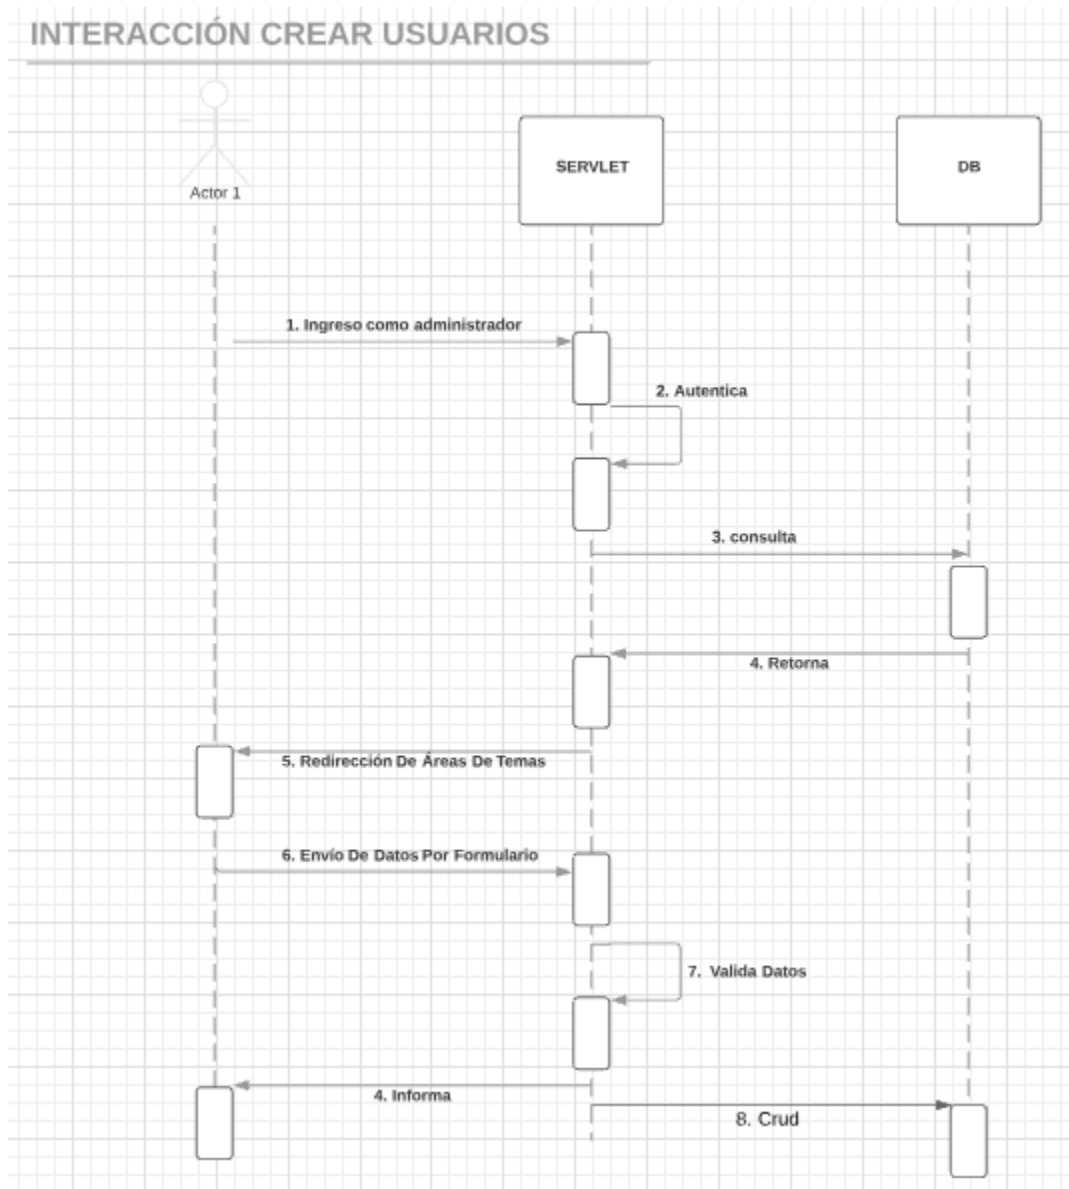 INTERACCIÓN CREAR USUARIOS
Actor 1
SERVLET
DB
1. Ingreso como administrador
2. Autentica
3. consulta
4. Retorna
5. Redirección De Áreas De Temas
6. Envío De Datos Por Formulario
7. Valida Datos
4. Informa
8. Crud